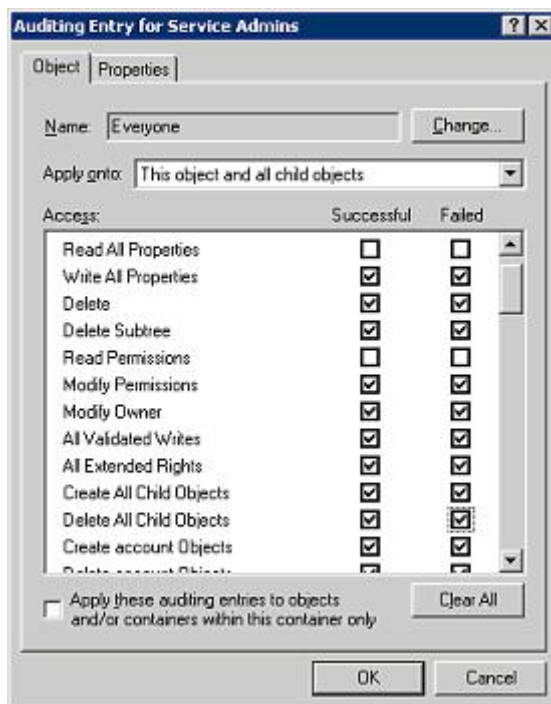 Auditing Entry for Service Admins
Object Properties
Name: Everyone Change...
Apply onto: This object and all child objects
Access: Successful Failed
Read All Properties
Write All Properties
Delete
Delete Subtree
Read Permissions
Modify Permissions
Modify Owner
All Validated Writes
All Extended Rights
Create All Child Objects
Delete All Child Objects
Create account Objects
Delete account Objects
Apply these auditing entries to objects
and/or containers within this container only
Clear All
OK Cancel